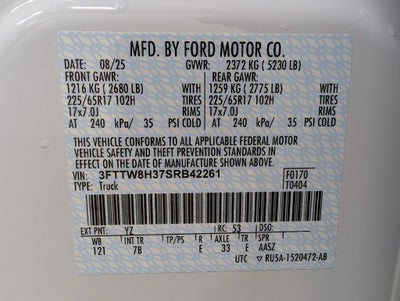 MFD. BY FORD MOTOR CO.
DATE: 08/25 GVWR: 2372 KG ( 5230 LB)
FRONT GAWR: REAR GAWR:
1216 KG ( 2680 LB) WITH 1259 KG ( 2775 LB) WITH
225/65R17 102H TIRES 225/65R17 102H TIRES
17x7.0J RIMS 17x7.0J RIMS
AT 240 kPa/ 35 PSI COLD AT 240 kPa/ 35 PSI COLD
THIS VEHICLE CONFORMS TO ALL APPLICABLE FEDERAL MOTOR
VEHICLE SAFETY AND THEFT PREVENTION STANDARDS IN
EFFECT ON THE DATE OF MANUFACTURE SHOWN ABOVE.
VIN: 3FTTW8H37SRB42261 F0170
TYPE: Truck T0404
EXT PNT: YZ RC: 53 DSO:
WB INT TR TP/PS R AXLE TR SPR
121 7B E 33 E AASZ
UTC RU5A-1520472-AB